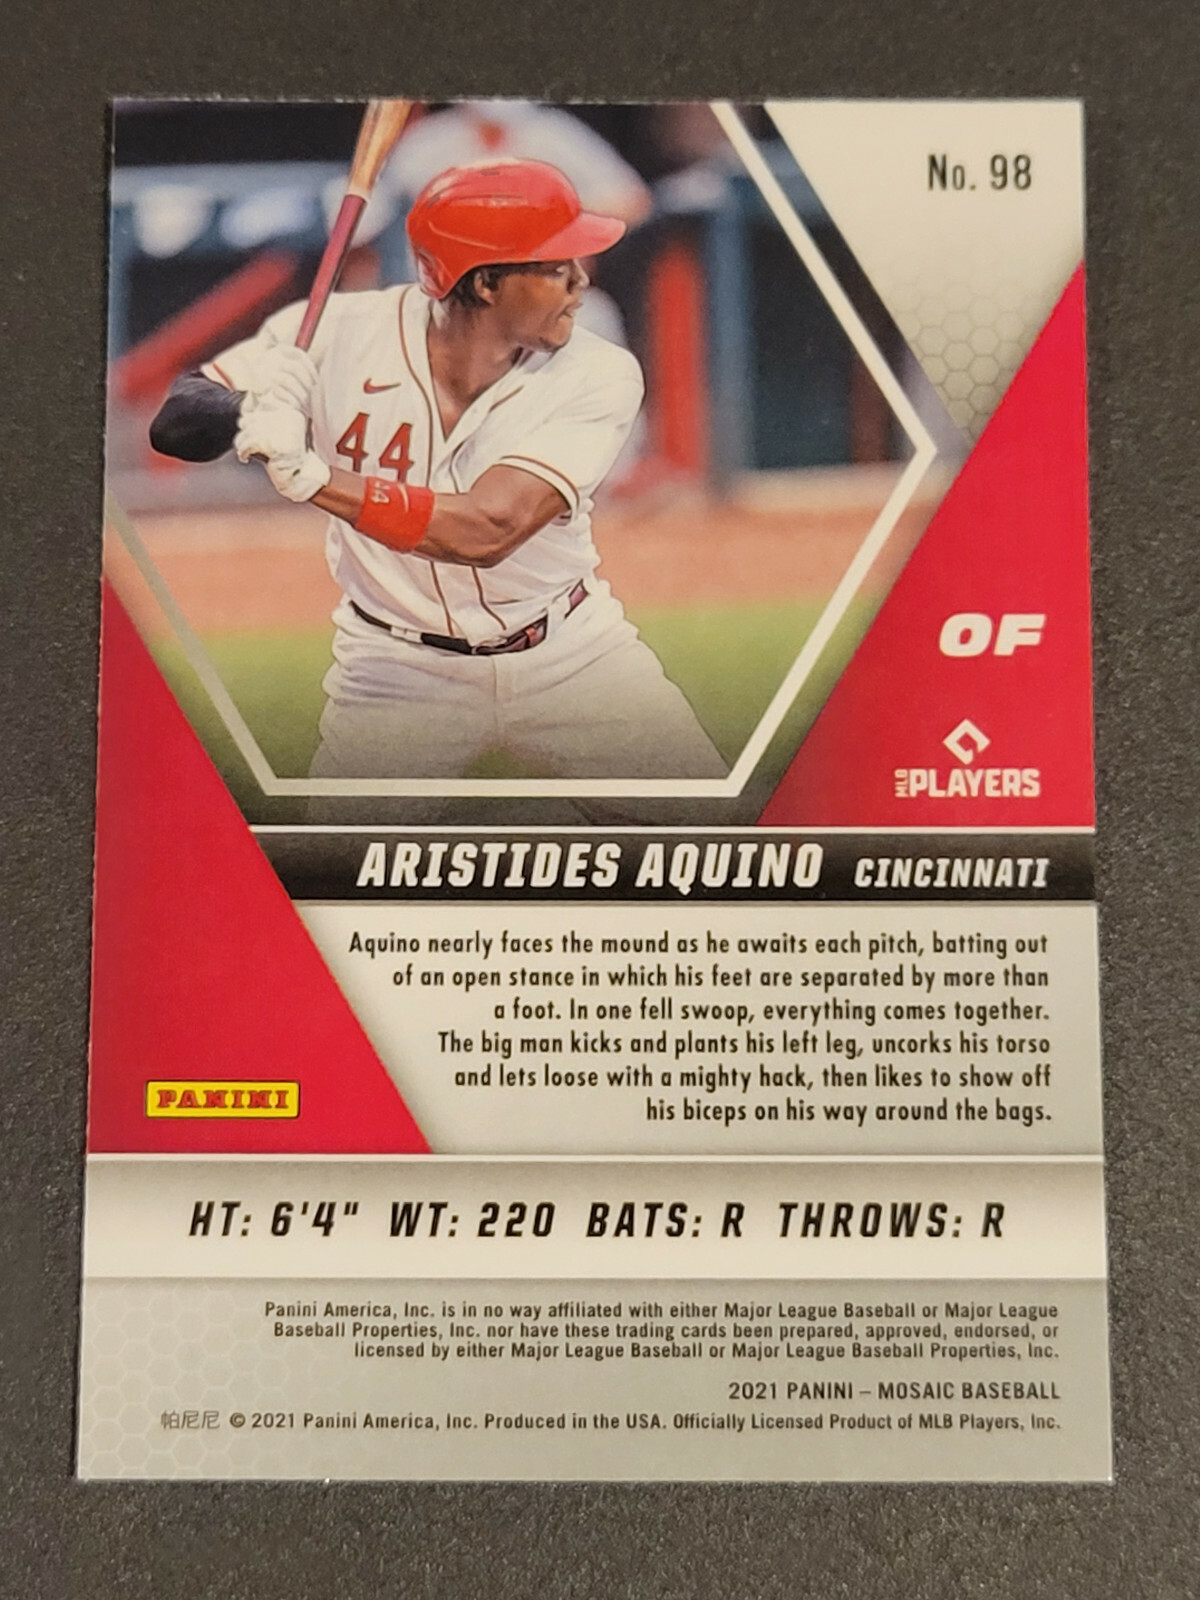 No. 98
44
44
OF
MLB PLAYERS
ARISTIDES AQUINO CINCINNATI
Aquino nearly faces the mound as he awaits each pitch, batting out
of an open stance in which his feet are separated by more than
a foot. In one fell swoop, everything comes together.
The big man kicks and plants his left leg, uncorks his torso
and lets loose with a mighty hack, then likes to show off
his biceps on his way around the bags.
PANINI
HT: 6'4" WT: 220 BATS: R THROWS: R
Panini America, Inc. is in no way affiliated with either Major League Baseball or Major League
Baseball Properties, Inc. nor have these trading cards been prepared, approved, endorsed, or
licensed by either Major League Baseball or Major League Baseball Properties, Inc.
2021 PANINI – MOSAIC BASEBALL
帕尼尼 © 2021 Panini America, Inc. Produced in the USA. Officially Licensed Product of MLB Players, Inc.